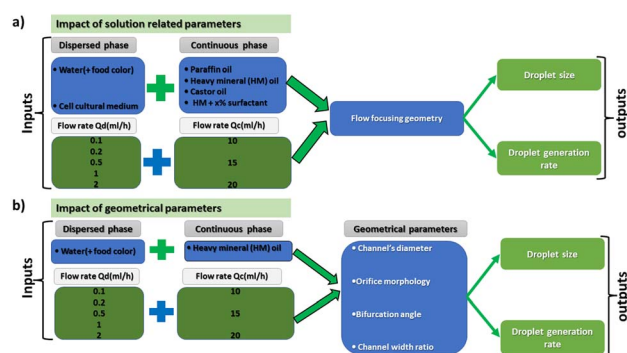 a)
Impact of solution related parameters
Dispersed phase
Continuous phase
• Water(+ food color)
• Cell cultural medium
• Paraffin oil
• Heavy mineral (HM) oil
• Castor oil
• HM + x% surfactant
Flow rate Qd(ml/h)
Flow rate Qc(ml/h)
0.1
0.2
0.5
1
2
10
15
20
Inputs
Flow focusing geometry
Droplet size
Droplet generation
rate
outputs
b)
Impact of geometrical parameters
Dispersed phase
Continuous phase
Geometrical parameters
• Water(+ food color)
• Heavy mineral (HM) oil
Flow rate Qd(ml/h)
Flow rate Qc(ml/h)
0.1
0.2
0.5
1
2
10
15
20
Inputs
• Channel's diameter
•Orifice morphology
•Bifurcation angle
• Channel width ratio
Droplet size
Droplet generation
rate
outputs